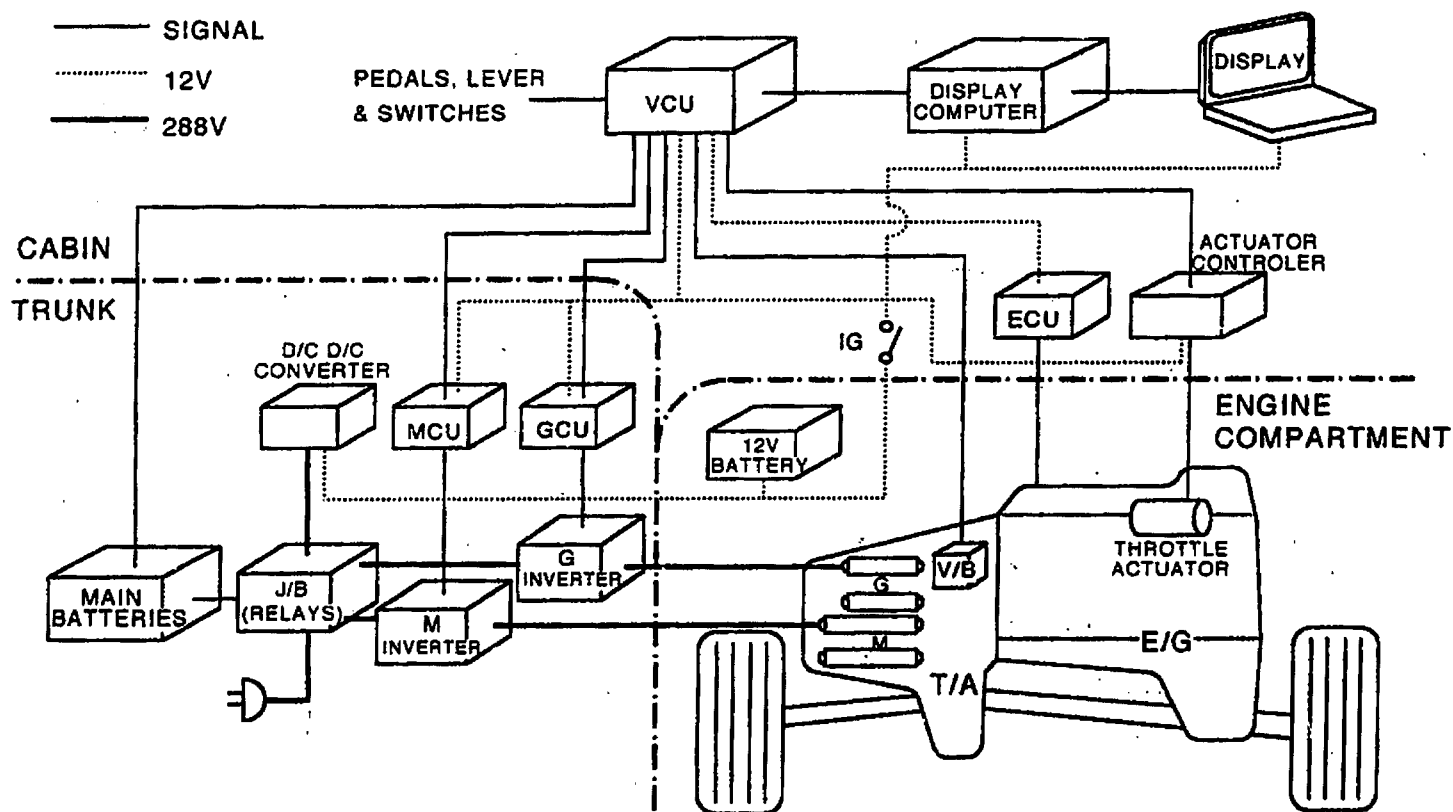 SIGNAL
12V
288V
PEDALS, LEVER
& SWITCHES
VCU
DISPLAY
COMPUTER
DISPLAY
CABIN
TRUNK
ACTUATOR
CONTROLER
ECU
IG
D/C D/C
CONVERTER
MCU
GCU
12V
BATTERY
ENGINE
COMPARTMENT
MAIN
BATTERIES
J/B
(RELAYS)
G
INVERTER
M
INVERTER
G
M
V/B
T/A
THROTTLE
ACTUATOR
E/G